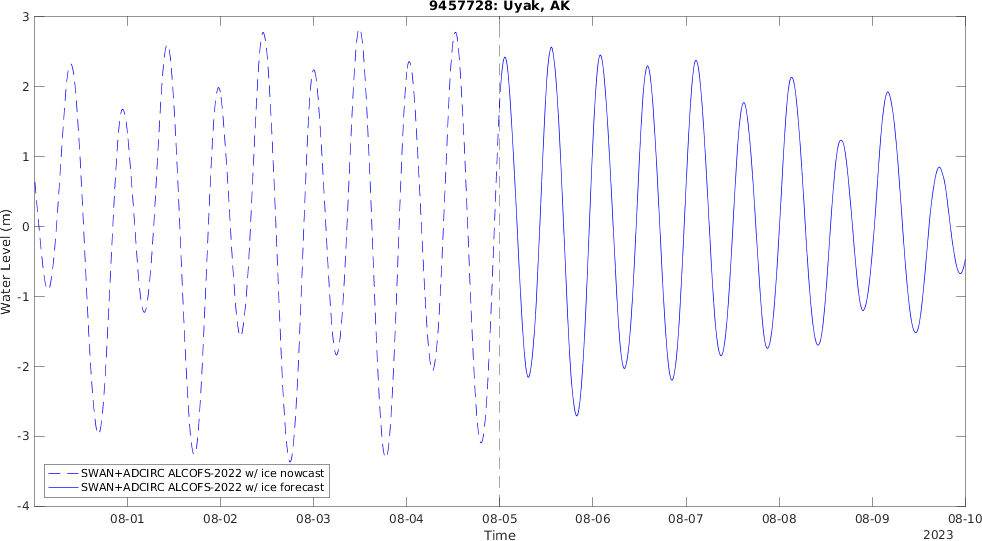 9457728: Uyak, AK
Water Level (m)
3
2
1
0
-1
-2
-3
-4
SWAN+ADCIRC ALCOFS-2022 w/ ice nowcast
SWAN+ADCIRC ALCOFS-2022 w/ ice forecast
08-01 08-02 08-03 08-04 08-05 08-06 08-07 08-08 08-09 08-10
Time
2023